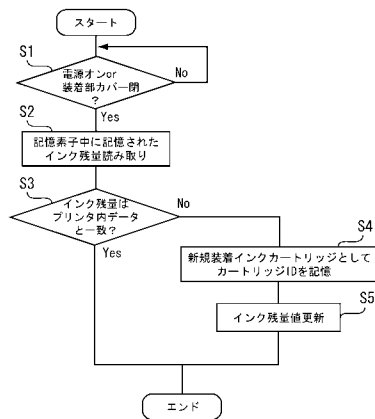 スタート
S1
電源オンor
装着部カバー閉
?
No
Yes
S2
記憶素子中に記憶された
インク残量読み取り
S3
インク残量は
プリンタ内データ
と一致?
No
Yes
S4
新規装着インクカートリッジとして
カートリッジIDを記憶
S5
インク残量値更新
エンド